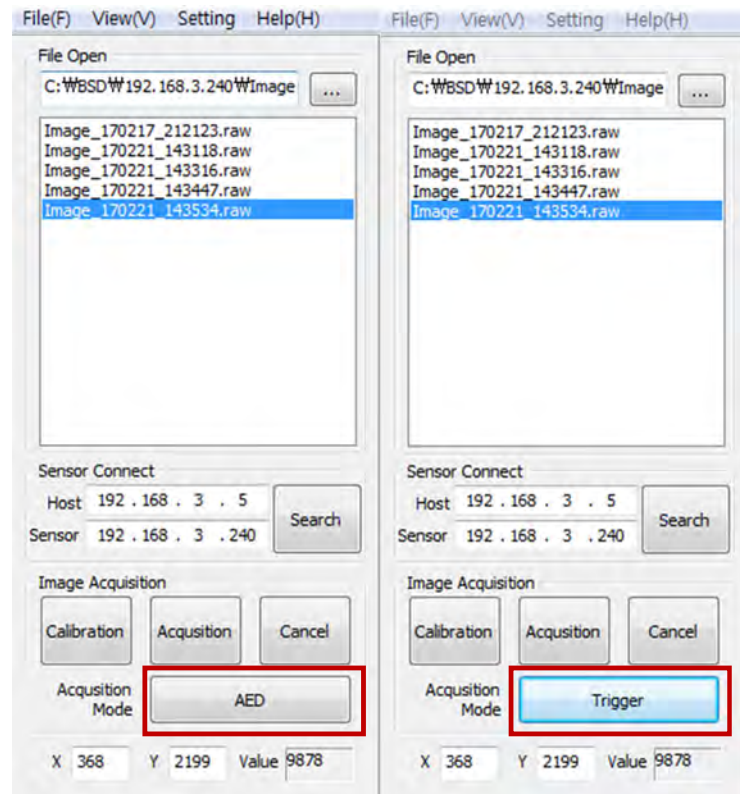 File(F) View(V) Setting Help(H)
File Open
C:₩BSD₩192.168.3.240₩Image ...
Image_170217_212123.raw
Image_170221_143118.raw
Image_170221_143316.raw
Image_170221_143447.raw
Image_170221_143534.raw
Sensor Connect
Host 192 . 168 . 3 . 5
Search
Sensor 192 . 168 . 3 . 240
Image Acquisition
Calibration Acqusition Cancel
Acqusition
Mode
AED
X 368 Y 2199 Value 9878
File(F) View(V) Setting Help(H)
File Open
C:₩BSD₩192.168.3.240₩Image ...
Image_170217_212123.raw
Image_170221_143118.raw
Image_170221_143316.raw
Image_170221_143447.raw
Image_170221_143534.raw
Sensor Connect
Host 192 . 168 . 3 . 5
Search
Sensor 192 . 168 . 3 . 240
Image Acquisition
Calibration Acqusition Cancel
Acqusition
Mode
Trigger
X 368 Y 2199 Value 9878